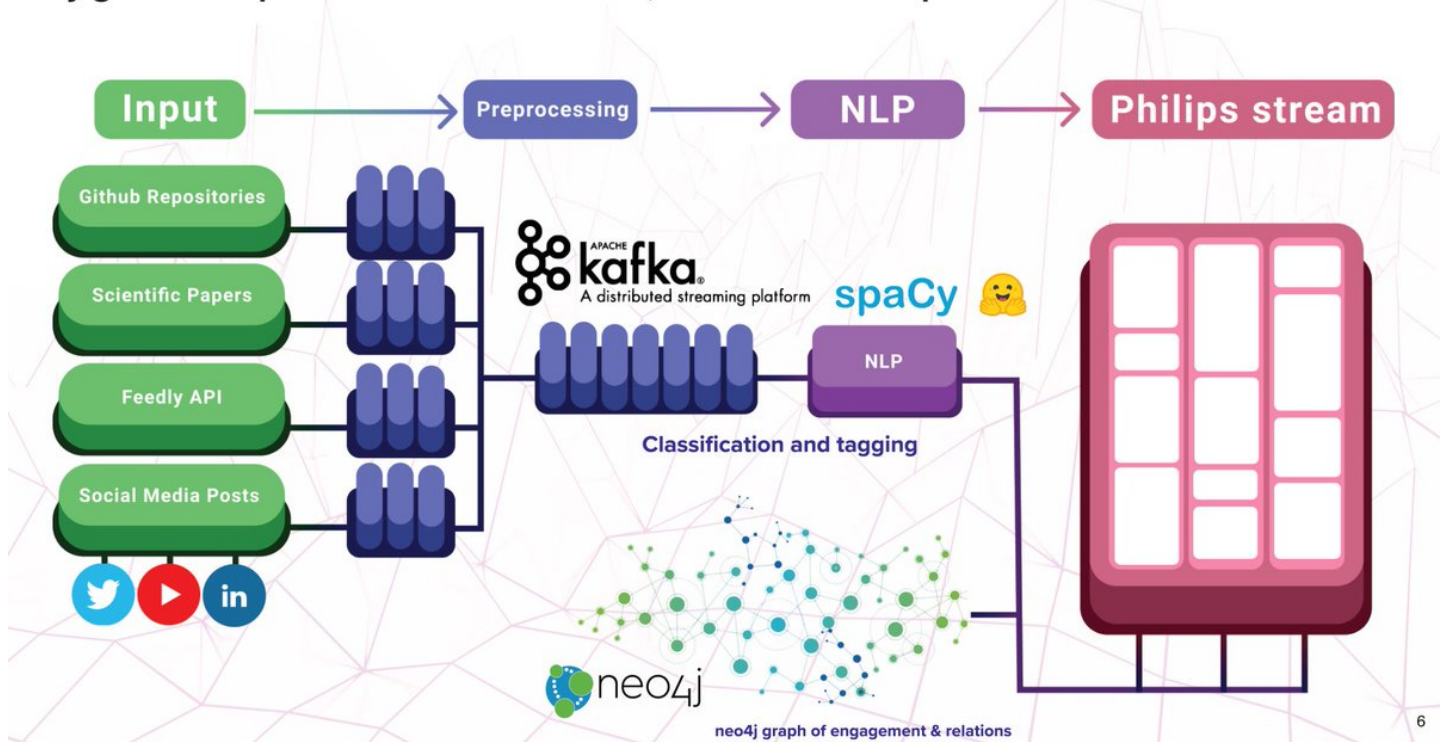 Input
Preprocessing
NLP
Philips stream
Github Repositories
Scientific Papers
Feedly API
Social Media Posts
in
APACHE
kafka®
A distributed streaming platform
spaCy
NLP
Classification and tagging
neo4j
neo4j graph of engagement & relations
6